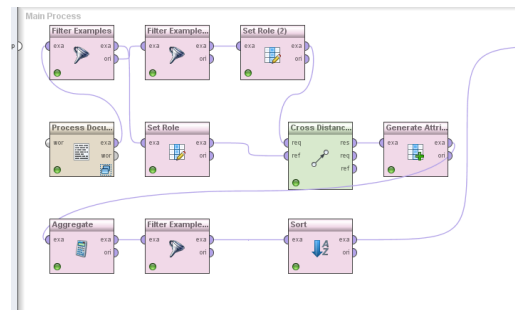 Main Process
Filter Examples
Filter Example...
Set Role (2)
exa exa
ori
exa exa
ori
exa exa
ori
p
Process Docu...
Set Role
Cross Distanc...
Generate Attri...
wor exa
wor
exa exa
ori
req res
ref req
ref
exa exa
ori
Aggregate
Filter Example...
Sort
exa exa
ori
exa exa
ori
exa exa
ori
A
Z